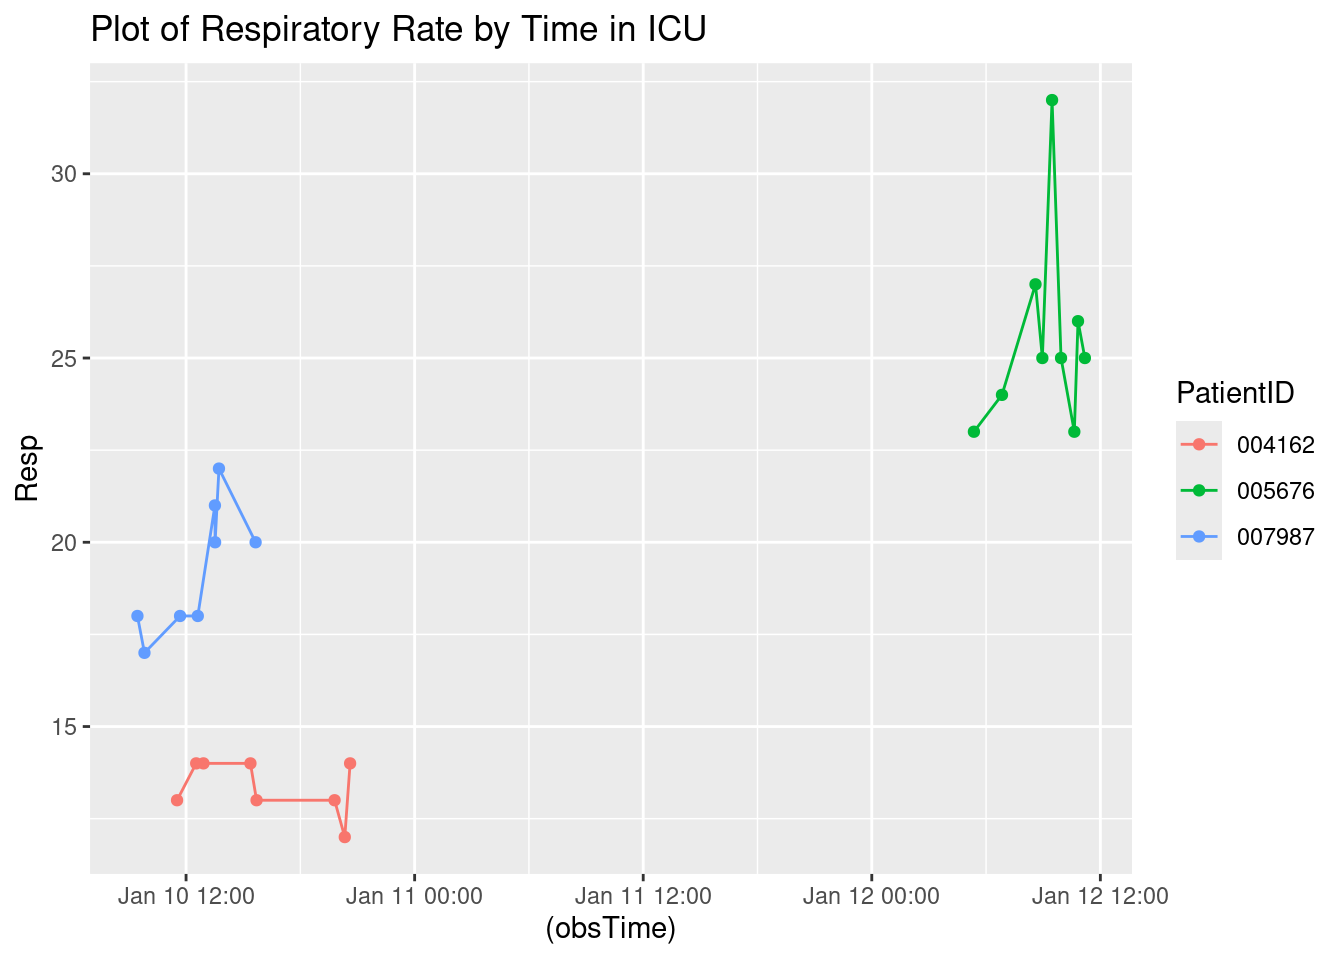 Plot of Respiratory Rate by Time in ICU
30
25
20
15
Resp
Jan 10 12:00
Jan 11 00:00
Jan 11 12:00
Jan 12 00:00
Jan 12 12:00
(obsTime)
PatientID
004162
005676
007987